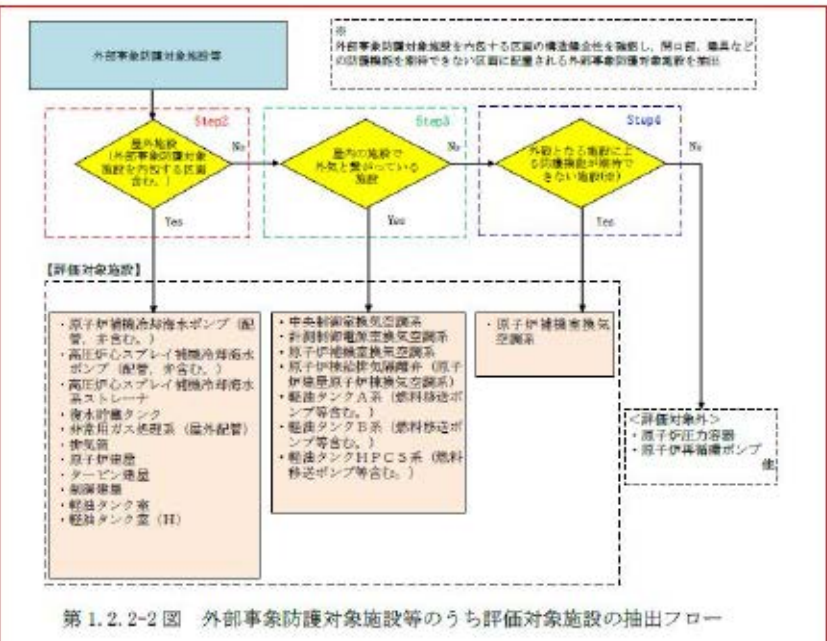 外部事象防護対象施設等
※
外部事象防護対象施設を内包する区画の構造健全性を確認し、開口部、建具など
の防護機能を期待できない区画に配置される外部事象防護対象施設を抽出
Step2
屋外施設
(外部事象防護対象
施設を内包する区画
含む。)
No
Yes
Step3
屋内の施設で
外気と繋がっている
施設
No
Yes
Step4
外殻となる施設によ
る防護機能が期待で
きない施設(※)
No
Yes
【評価対象施設】
・原子炉補機冷却海水ポンプ(配
管、弁含む。)
・高圧炉心スプレイ補機冷却海水
ポンプ(配管、弁含む。)
・高圧炉心スプレイ補機冷却海水
系ストレーナ
・復水貯蔵タンク
・非常用ガス処理系(屋外配管)
・排気筒
・原子炉建屋
・タービン建屋
・制御建屋
・軽油タンク室
・軽油タンク室(H)
・中央制御室換気空調系
・計測制御電源室換気空調系
・原子炉補機室換気空調系
・原子炉棟給排気隔離弁(原子
炉建屋原子炉棟換気空調系)
・軽油タンクA系(燃料移送ポ
ンプ等含む。)
・軽油タンクB系(燃料移送ポ
ンプ等含む。)
・軽油タンクHPCS系(燃料
移送ポンプ等含む。)
・原子炉補機室換気
空調系
<評価対象外>
・原子炉圧力容器
・原子炉再循環ポンプ
他
第1.2.2-2図 外部事象防護対象施設等のうち評価対象施設の抽出フロー